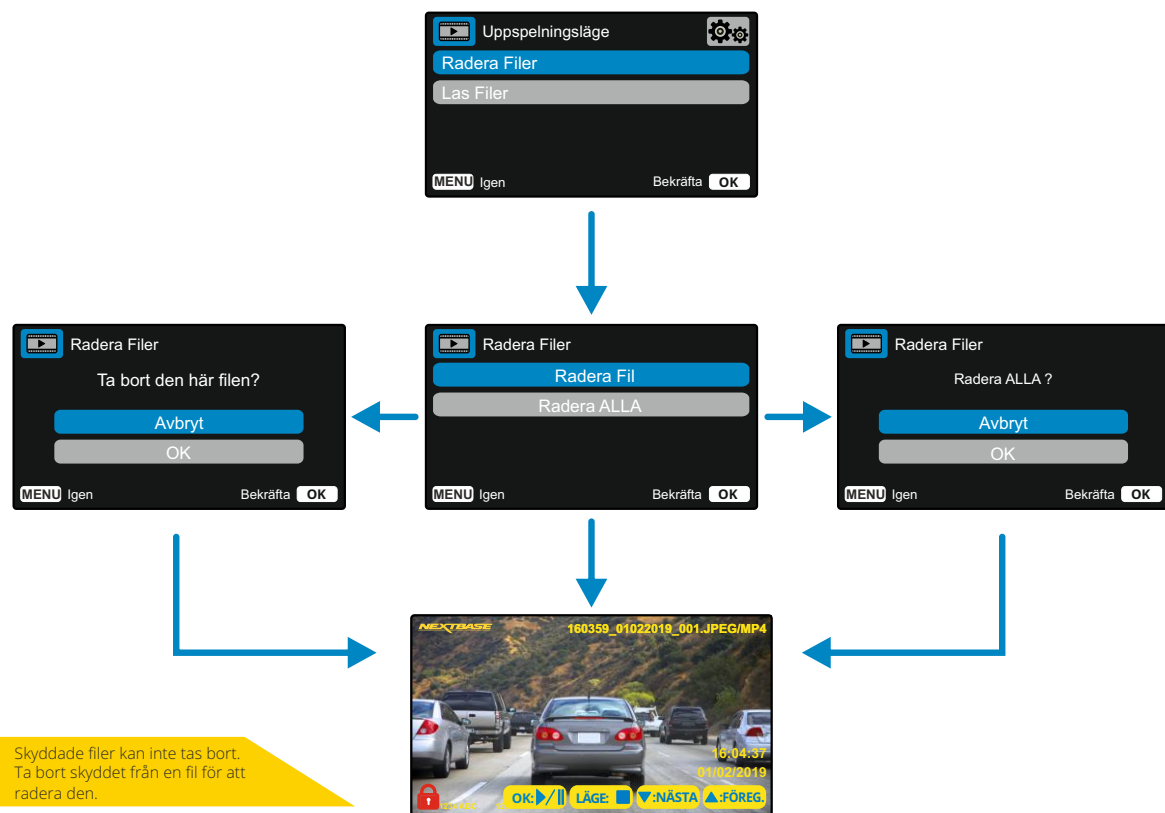 Uppspelningsläge
Radera Filer
Las Filer
MENU Igen
Bekräfta OK
Radera Filer
Ta bort den här filen?
Avbryt
OK
MENU Igen
Bekräfta OK
Radera Filer
Radera Fil
Radera ALLA
MENU Igen
Bekräfta OK
Radera Filer
Radera ALLA ?
Avbryt
OK
MENU Igen
Bekräfta OK
NEXTBASE
160359_01022019_001.JPEG/MP4
16:04:37
01/02/2019
OK:
LÄGE:
:NÄSTA
:FÖREG.
Skyddade filer kan inte tas bort.
Ta bort skyddet från en fil för att
radera den.